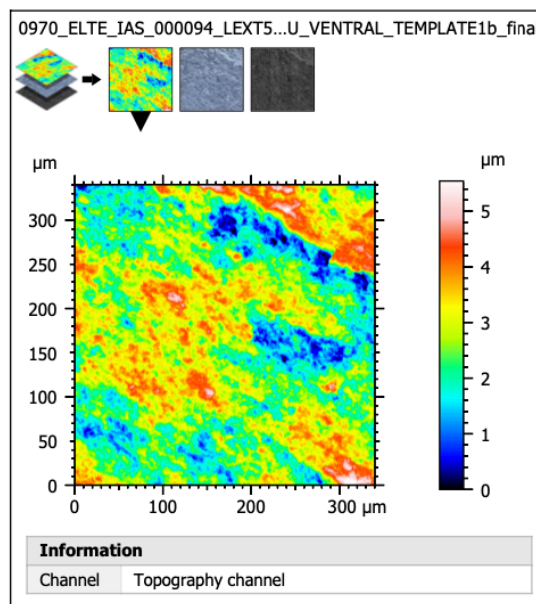 0970_ELTE_IAS_000094_LEXT5...U_VENTRAL_TEMPLATE1b_fina
µm
µm
300
250
200
150
100
50
0
0
100
200
300 µm
5
4
3
2
1
0
Information
Channel Topography channel